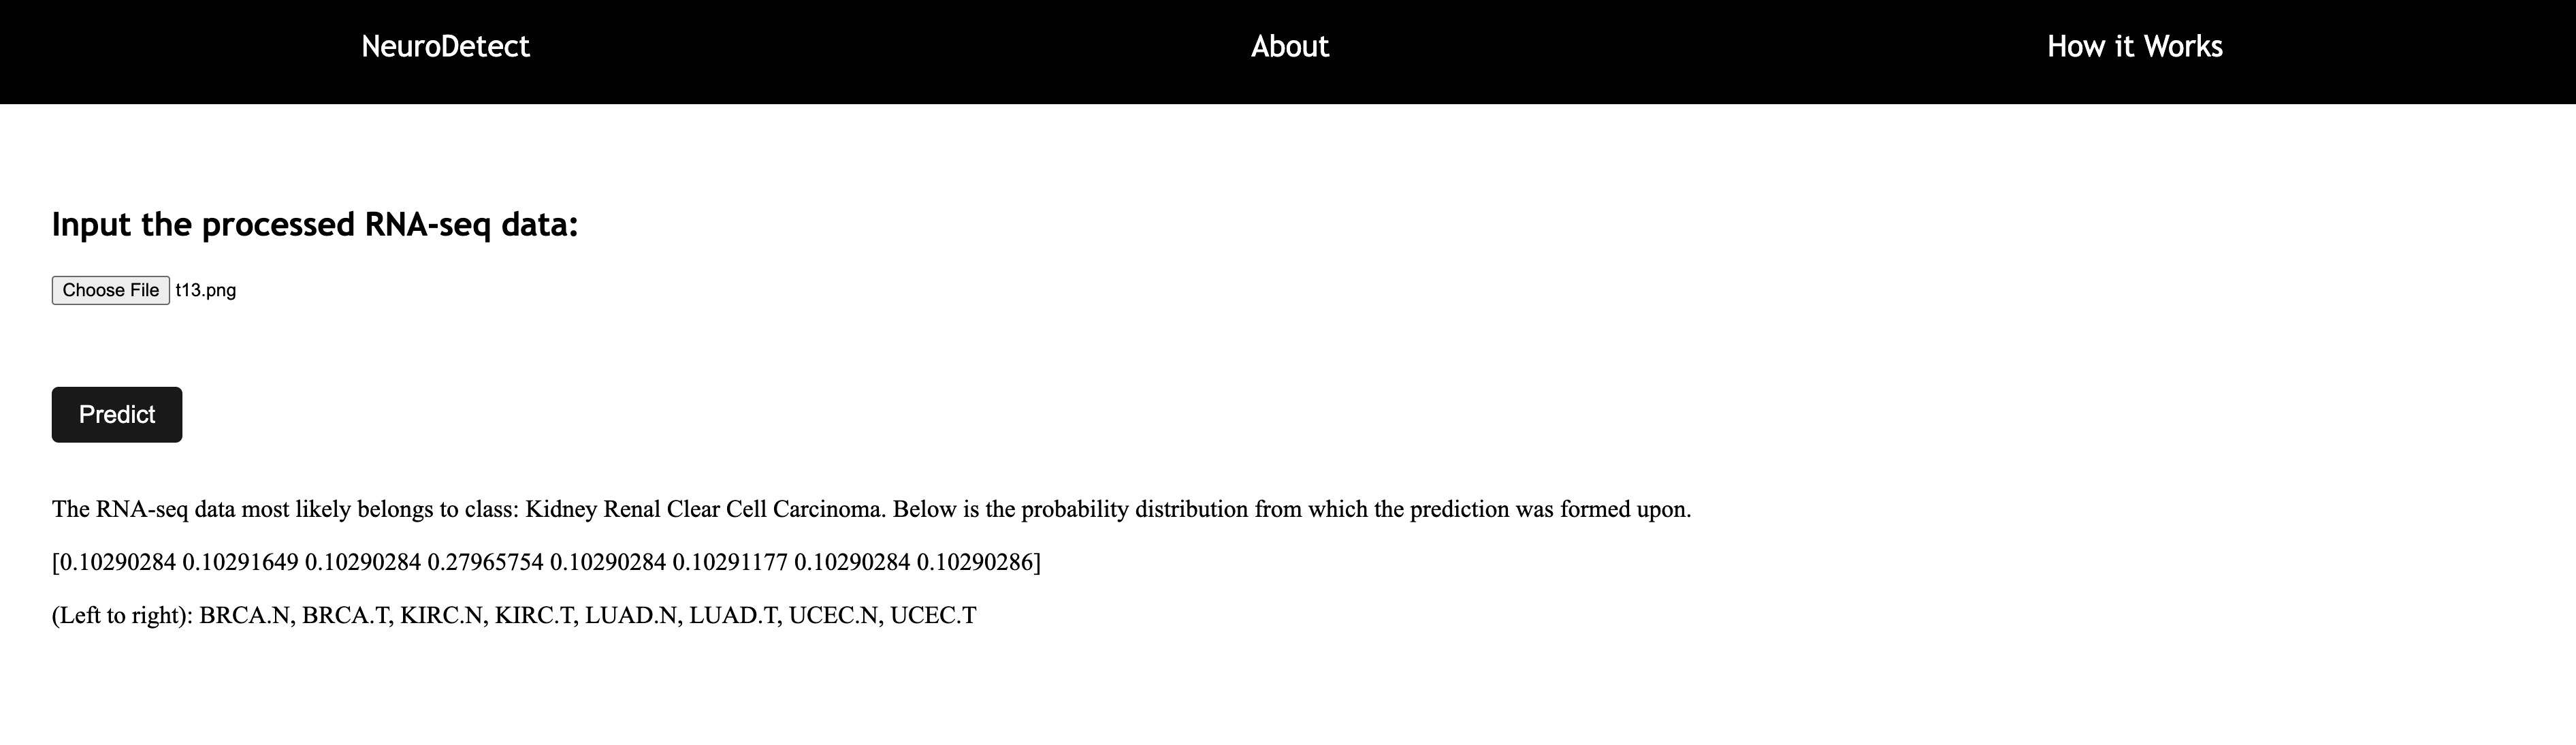 NeuroDetect About How it Works
Input the processed RNA-seq data:
Choose File t13.png
Predict
The RNA-seq data most likely belongs to class: Kidney Renal Clear Cell Carcinoma. Below is the probability distribution from which the prediction was formed upon.
[0.10290284 0.10291649 0.10290284 0.27965754 0.10290284 0.10291177 0.10290284 0.10290286]
(Left to right): BRCA.N, BRCA.T, KIRC.N, KIRC.T, LUAD.N, LUAD.T, UCEC.N, UCEC.T